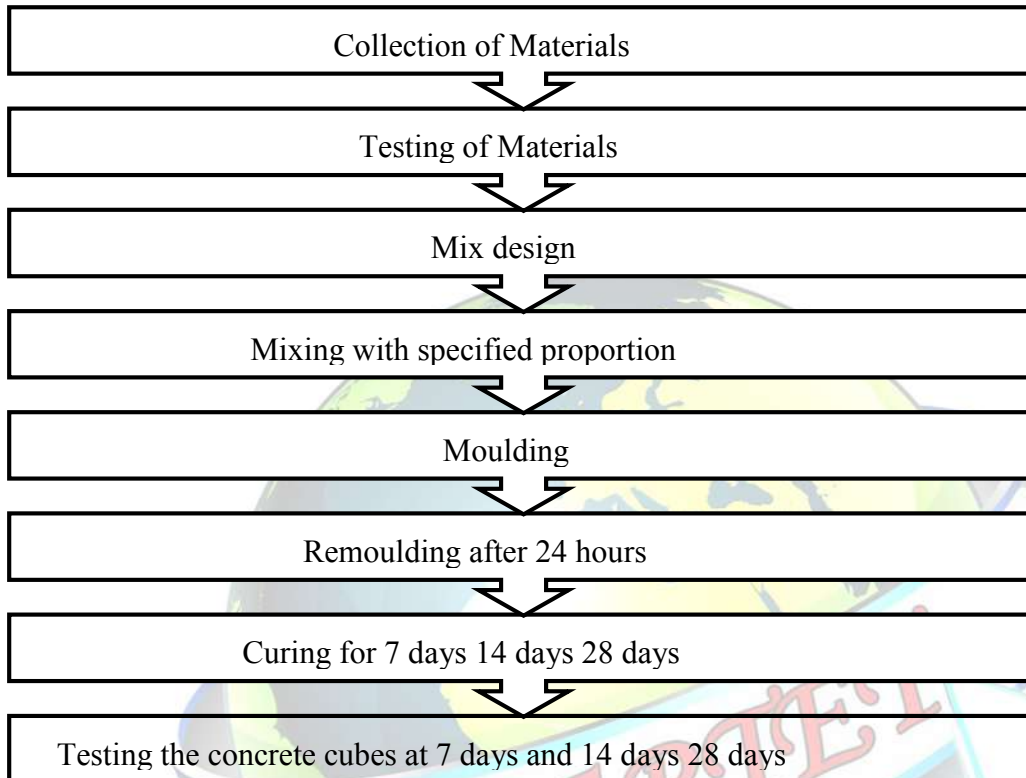 Collection of Materials
Testing of Materials
Mix design
Mixing with specified proportion
Moulding
Remoulding after 24 hours
Curing for 7 days 14 days 28 days
Testing the concrete cubes at 7 days and 14 days 28 days